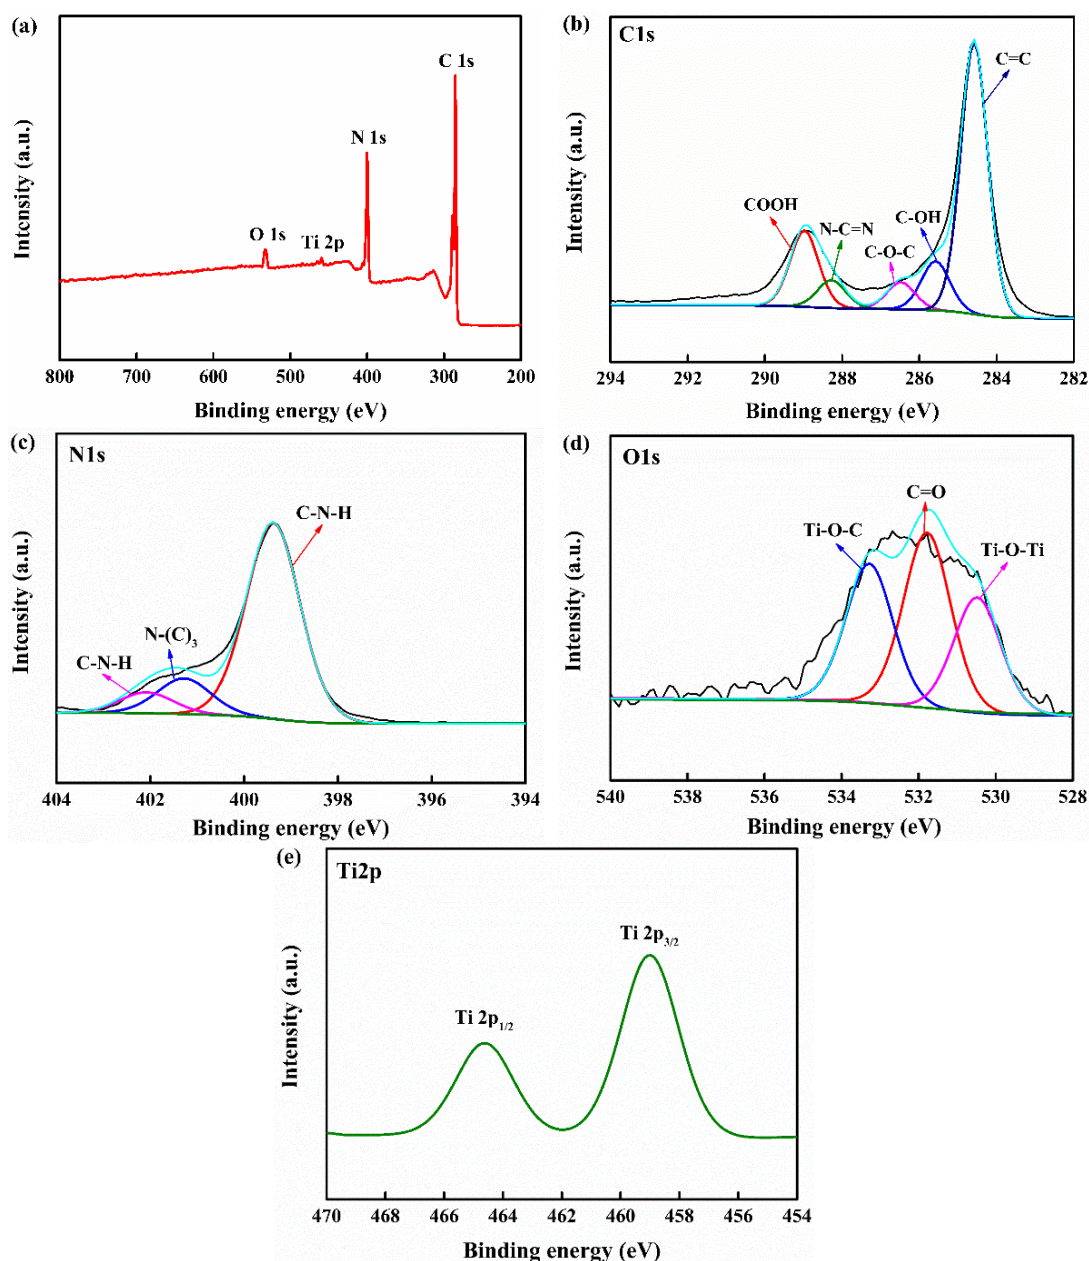 (a)
C 1s
N 1s
O 1s
Ti 2p
Intensity (a.u.)
800 700 600 500 400 300 200
Binding energy (eV)
(b)
C1s
C=C
COOH
N-C=N
C-OH
C-O-C
Intensity (a.u.)
294 292 290 288 286 284 282
Binding energy (eV)
(c)
N1s
C-N-H
N-(C)3
C-N-H
Intensity (a.u.)
404 402 400 398 396 394
Binding energy (eV)
(d)
O1s
C=O
Ti-O-C
Ti-O-Ti
Intensity (a.u.)
540 538 536 534 532 530 528
Binding energy (eV)
(e)
Ti2p
Ti 2p3/2
Ti 2p1/2
Intensity (a.u.)
470 468 466 464 462 460 458 456 454
Binding energy (eV)